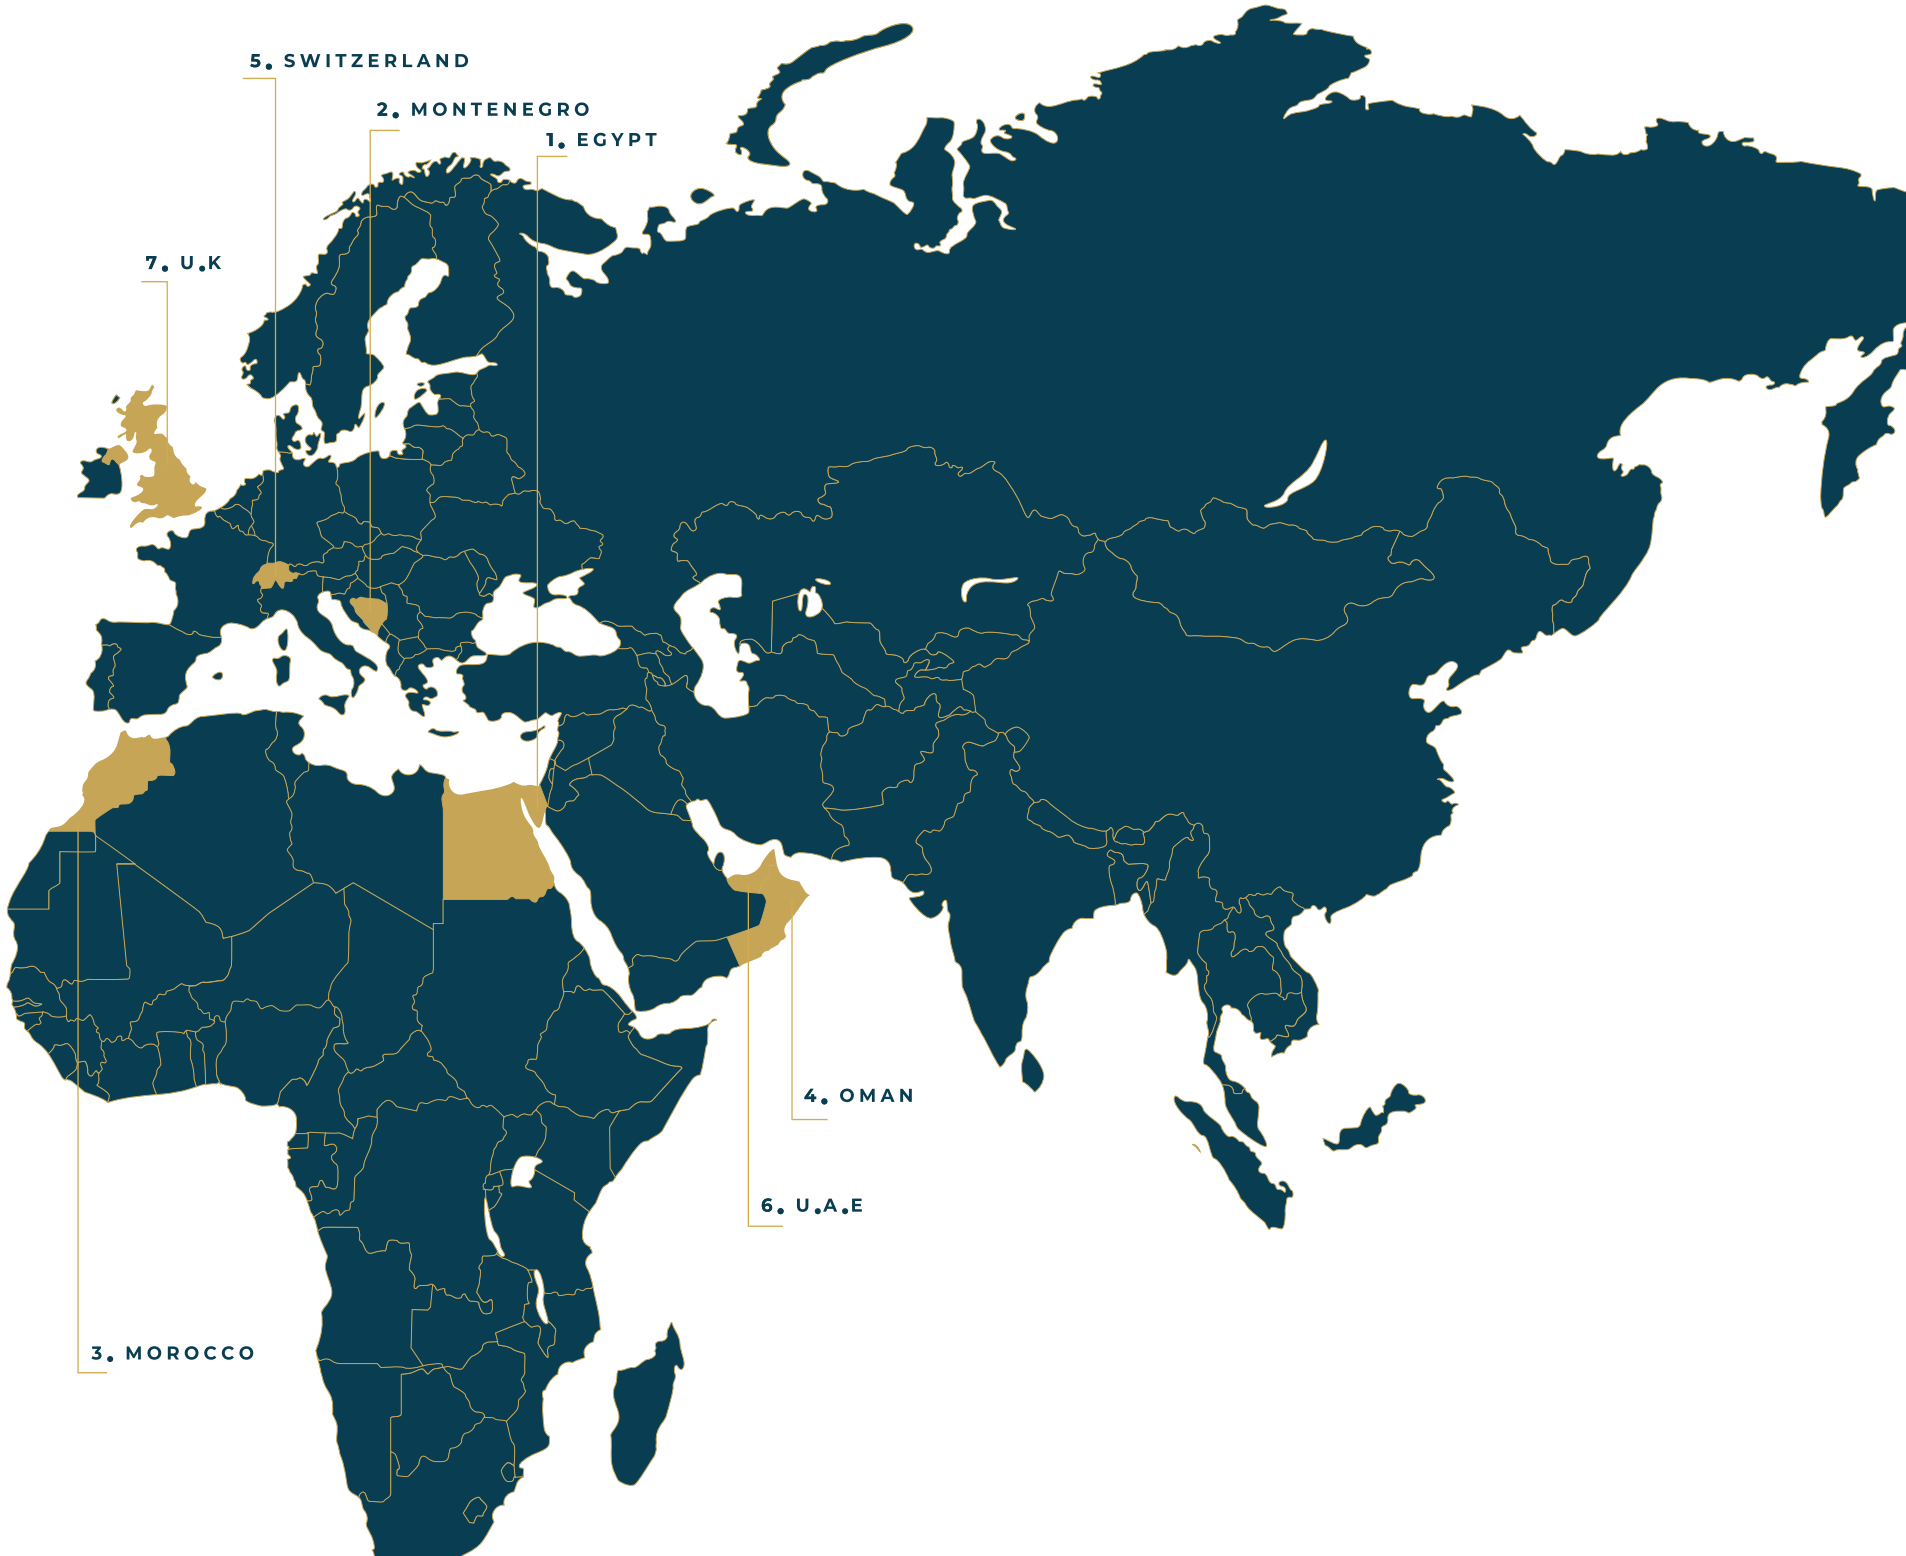 5. SWITZERLAND
2. MONTENEGRO
1. EGYPT
7. U.K
4. OMAN
6. U.A.E
3. MOROCCO